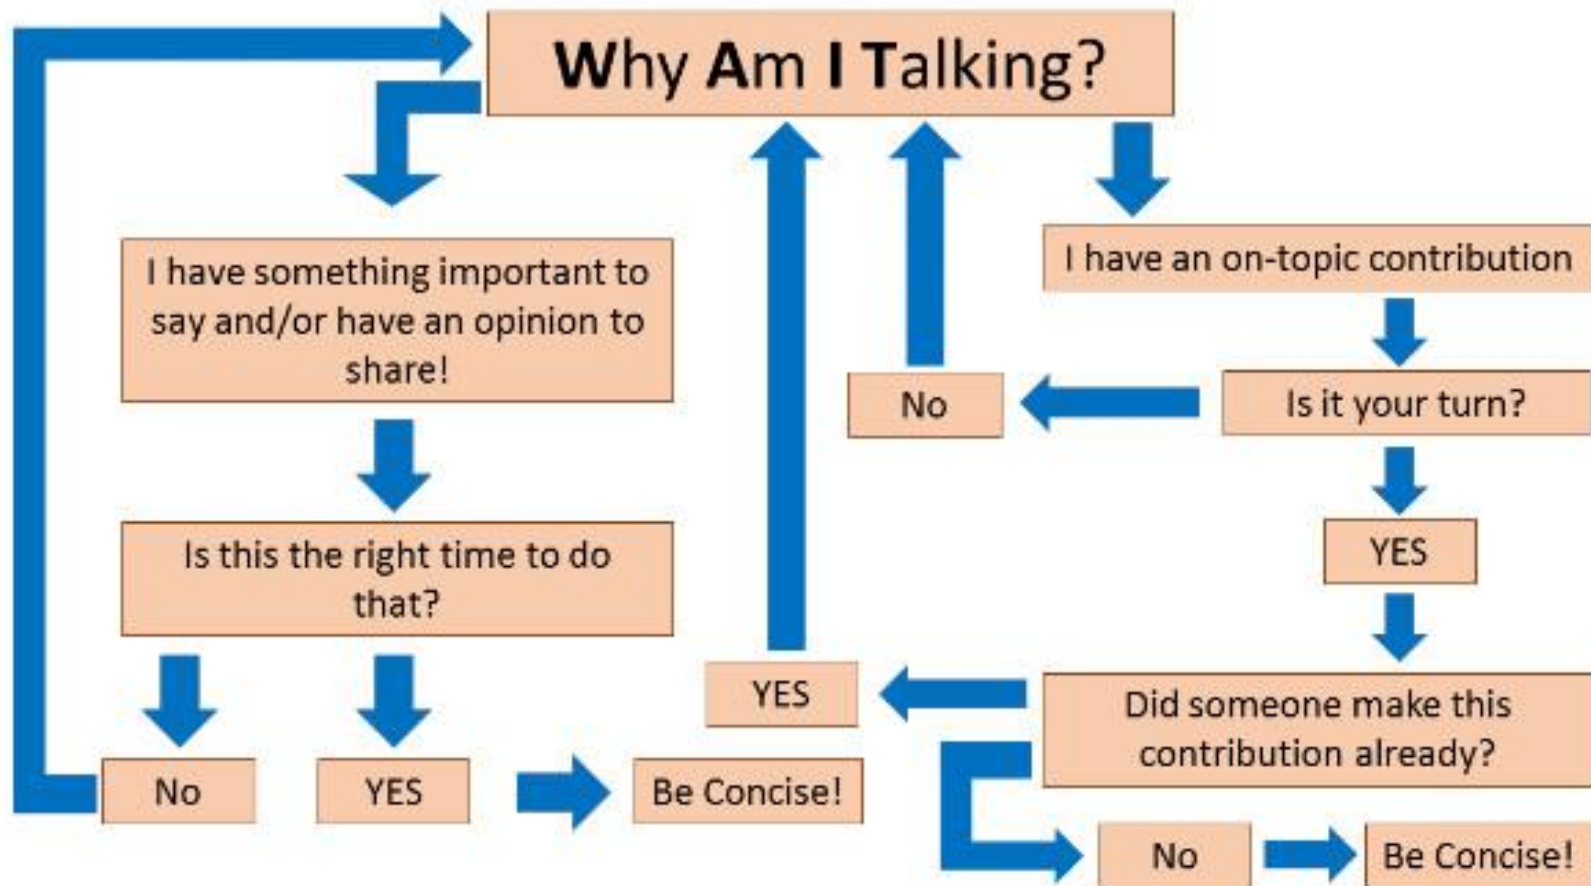 Why Am I Talking?
I have something important to
say and/or have an opinion to
share!
Is this the right time to do
that?
No
YES
Be Concise!
I have an on-topic contribution
Is it your turn?
No
YES
Did someone make this
contribution already?
YES
No
Be Concise!